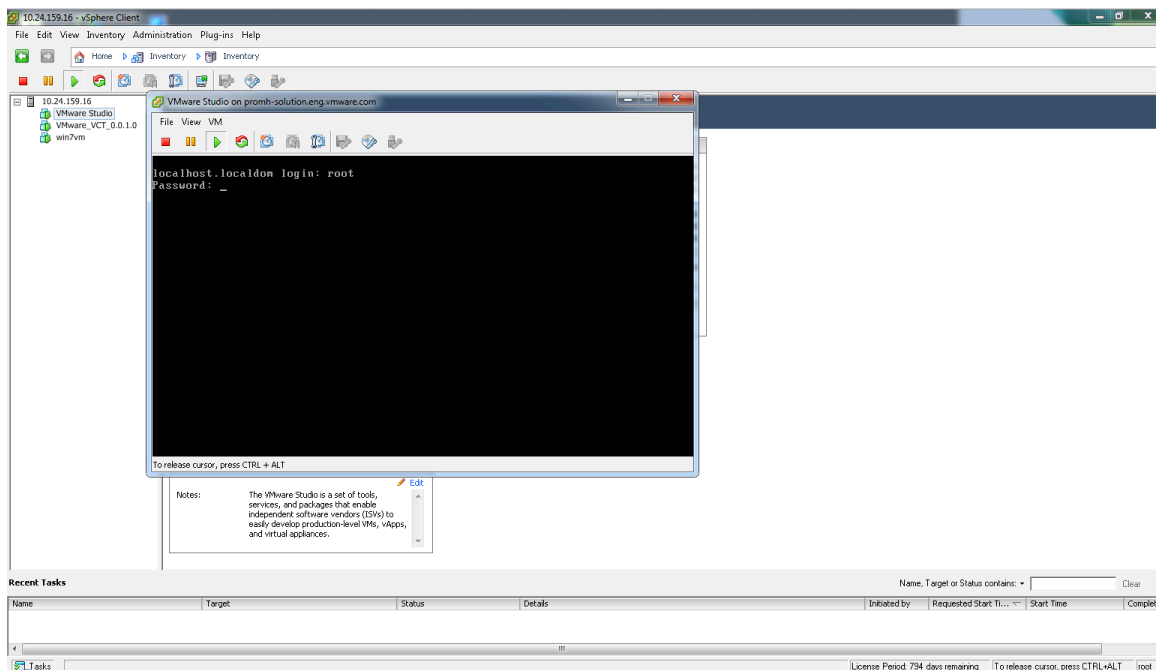 10.24.159.16 - vSphere Client
File Edit View Inventory Administration Plug-ins Help
Home Inventory Inventory
10.24.159.16
VMware Studio
VMware_VCT_0.0.1.0
win7vm
VMware Studio on promh-solution.eng.vmware.com
File View VM
localhost.localdom login: root
Password: _
To release cursor, press CTRL + ALT
Edit
Notes: The VMware Studio is a set of tools,
services, and packages that enable
independent software vendors (ISVs) to
easily develop production-level VMs, vApps,
and virtual appliances.
Recent Tasks Name, Target or Status contains: Clear
Name Target Status Details Initiated by Requested Start Ti... Start Time Complet
Tasks License Period: 794 days remaining To release cursor, press CTRL+ALT root